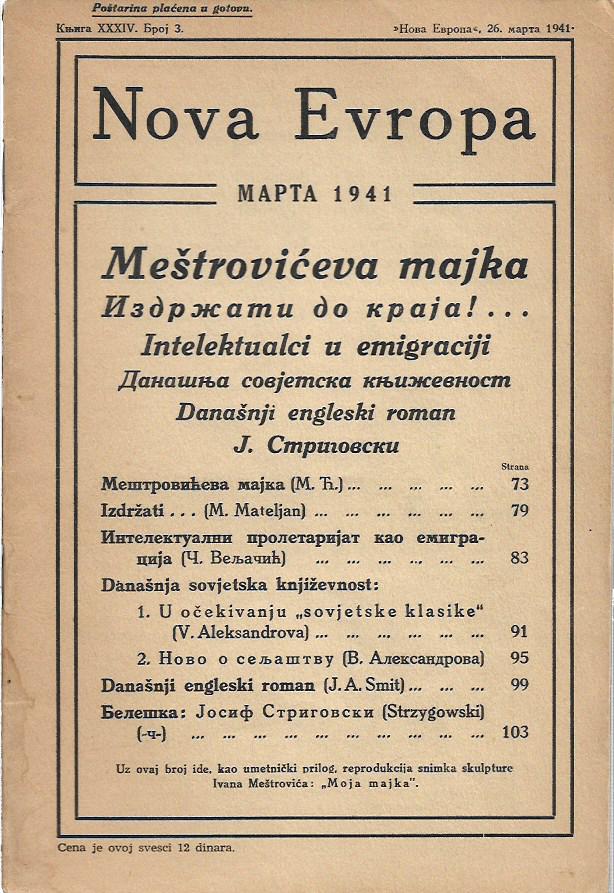 Poštarina plaćena u gotovu.
Књига XXXIV. Број 3.
»Нова Европа«, 26. марта 1941·
Nova Evropa
МАРТА 1941
Meštrovićeva majka
Издржати до краја!...
Intelektualci u emigraciji
Данашња совјетска књижевност
Današnji engleski roman
Ј. Стриговски
Strana
Мештровићева мајка (М. Ћ.) ... ... ... ... ... 73
Izdržati ... (M. Mateljan) ... ... ... ... ... 79
Интелектуални пролетаријат као емигра-
ција (Ч. Вељачић) ... ... ... ... ... ... 83
Današnja sovjetska književnost:
1. U očekivanju „sovjetske klasike“
(V. Aleksandrova) ... ... ... ... ... 91
2. Ново о сељаштву (В. Александрова) 95
Današnji engleski roman (J. A. Smit) ... ... ... 99
Белешка: Јосиф Стриговски (Strzygowski)
(-ч-) ... ... ... ... ... ... ... ... 103
Uz ovaj broj ide, kao umetnički prilog, reprodukcija snimka skulpture
Ivana Meštrovića: „Moja majka“.
Cena je ovoj svesci 12 dinara.